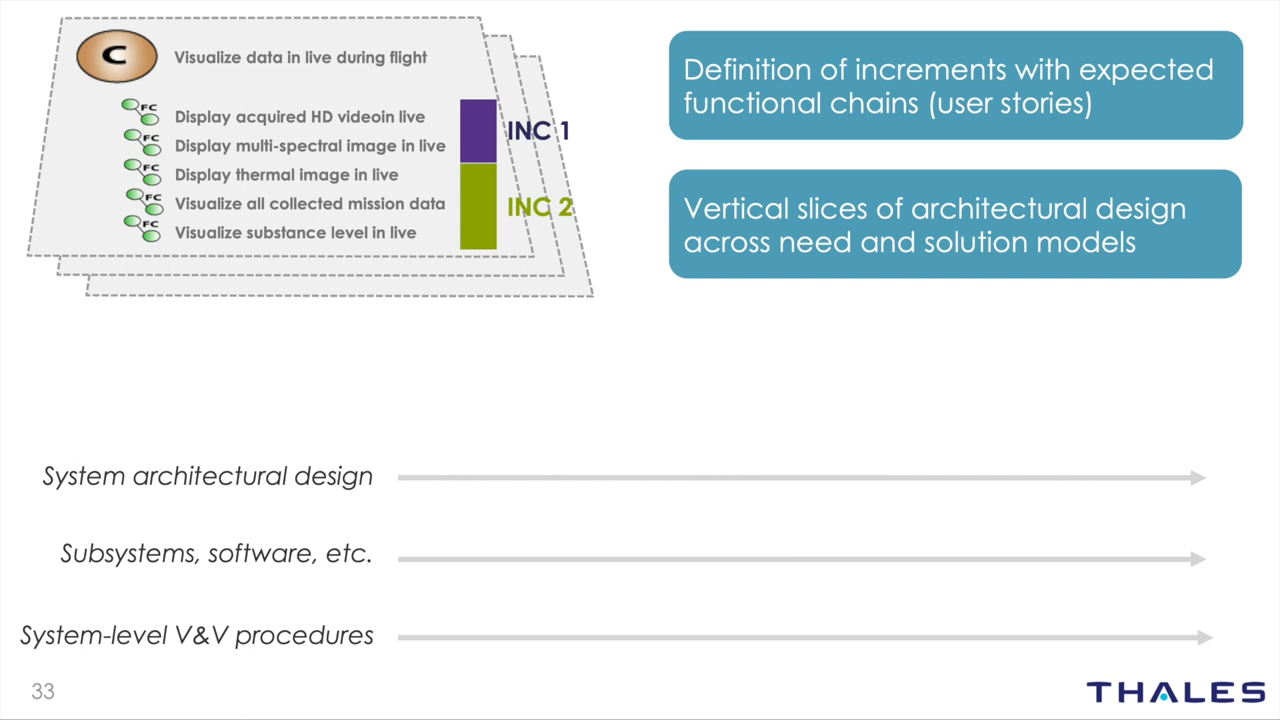 C
Visualize data in live during flight
FC
Display acquired HD videoin live
FC
Display multi-spectral image in live
FC
Display thermal image in live
FC
Visualize all collected mission data
FC
Visualize substance level in live
INC 1
INC 2
Definition of increments with expected
functional chains (user stories)
Vertical slices of architectural design
across need and solution models
System architectural design
Subsystems, software, etc.
System-level V&V procedures
33
THALES